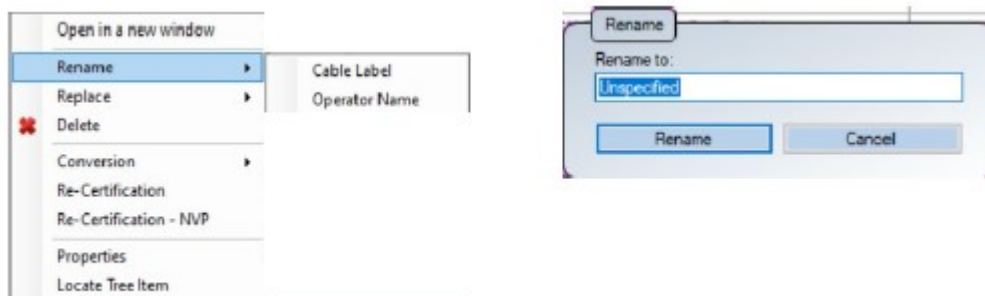 Open in a new window
Rename
Replace
Delete
Conversion
Re-Certification
Re-Certification - NVP
Properties
Locate Tree Item
Cable Label
Operator Name
Rename
Rename to:
Unspecified
Rename Cancel